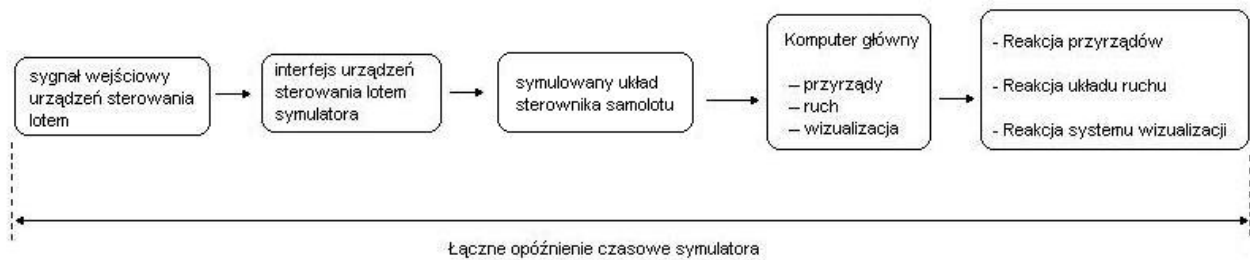 sygnał wejściowy
urządzeń sterowania
lotem
interfejs urządzeń
sterowania lotem
symulatora
symulowany układ
sterownika samolotu
Komputer główny
– przyrządy
– ruch
– wizualizacja
- Reakcja przyrządów
- Reakcja układu ruchu
- Reakcja systemu wizualizacji
Łączne opóźnienie czasowe symulatora